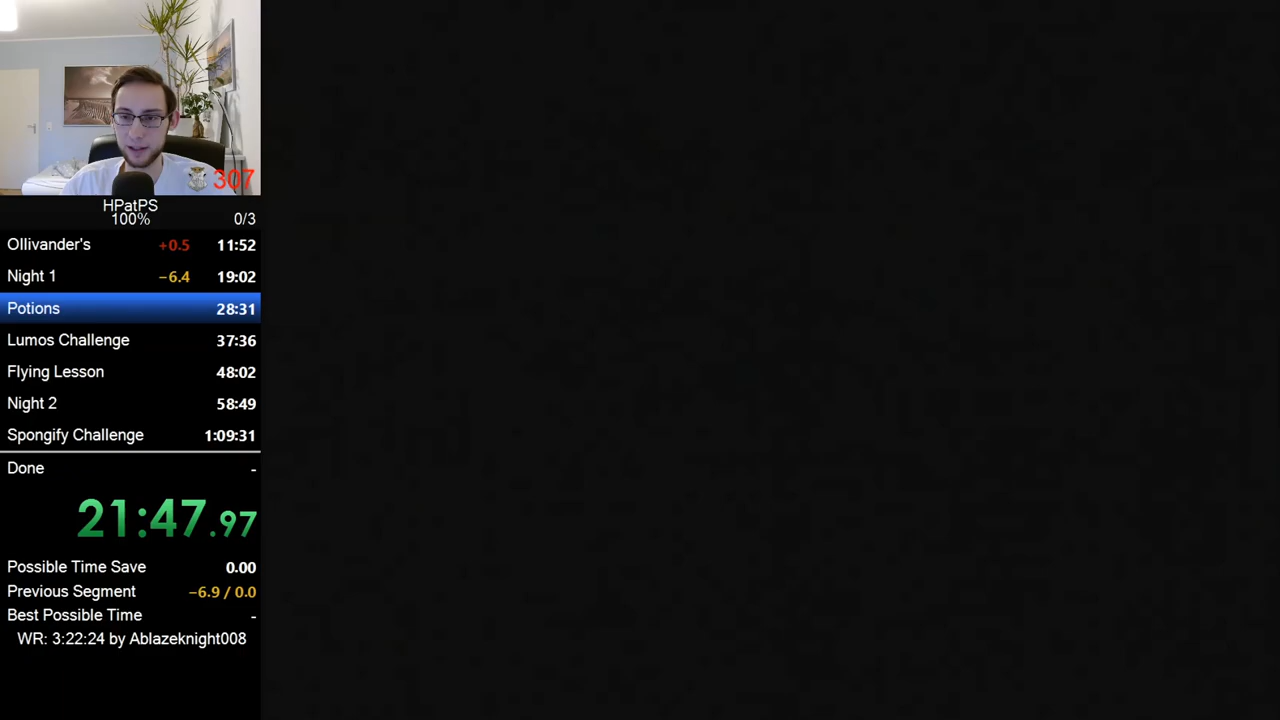 307
HPatPS
100% 0/3
Ollivander's +0.5 11:52
Night 1 −6.4 19:02
Potions 28:31
Lumos Challenge 37:36
Flying Lesson 48:02
Night 2 58:49
Spongify Challenge 1:09:31
Done -
21:47.97
Possible Time Save 0.00
Previous Segment −6.9 / 0.0
Best Possible Time -
WR: 3:22:24 by Ablazeknight008